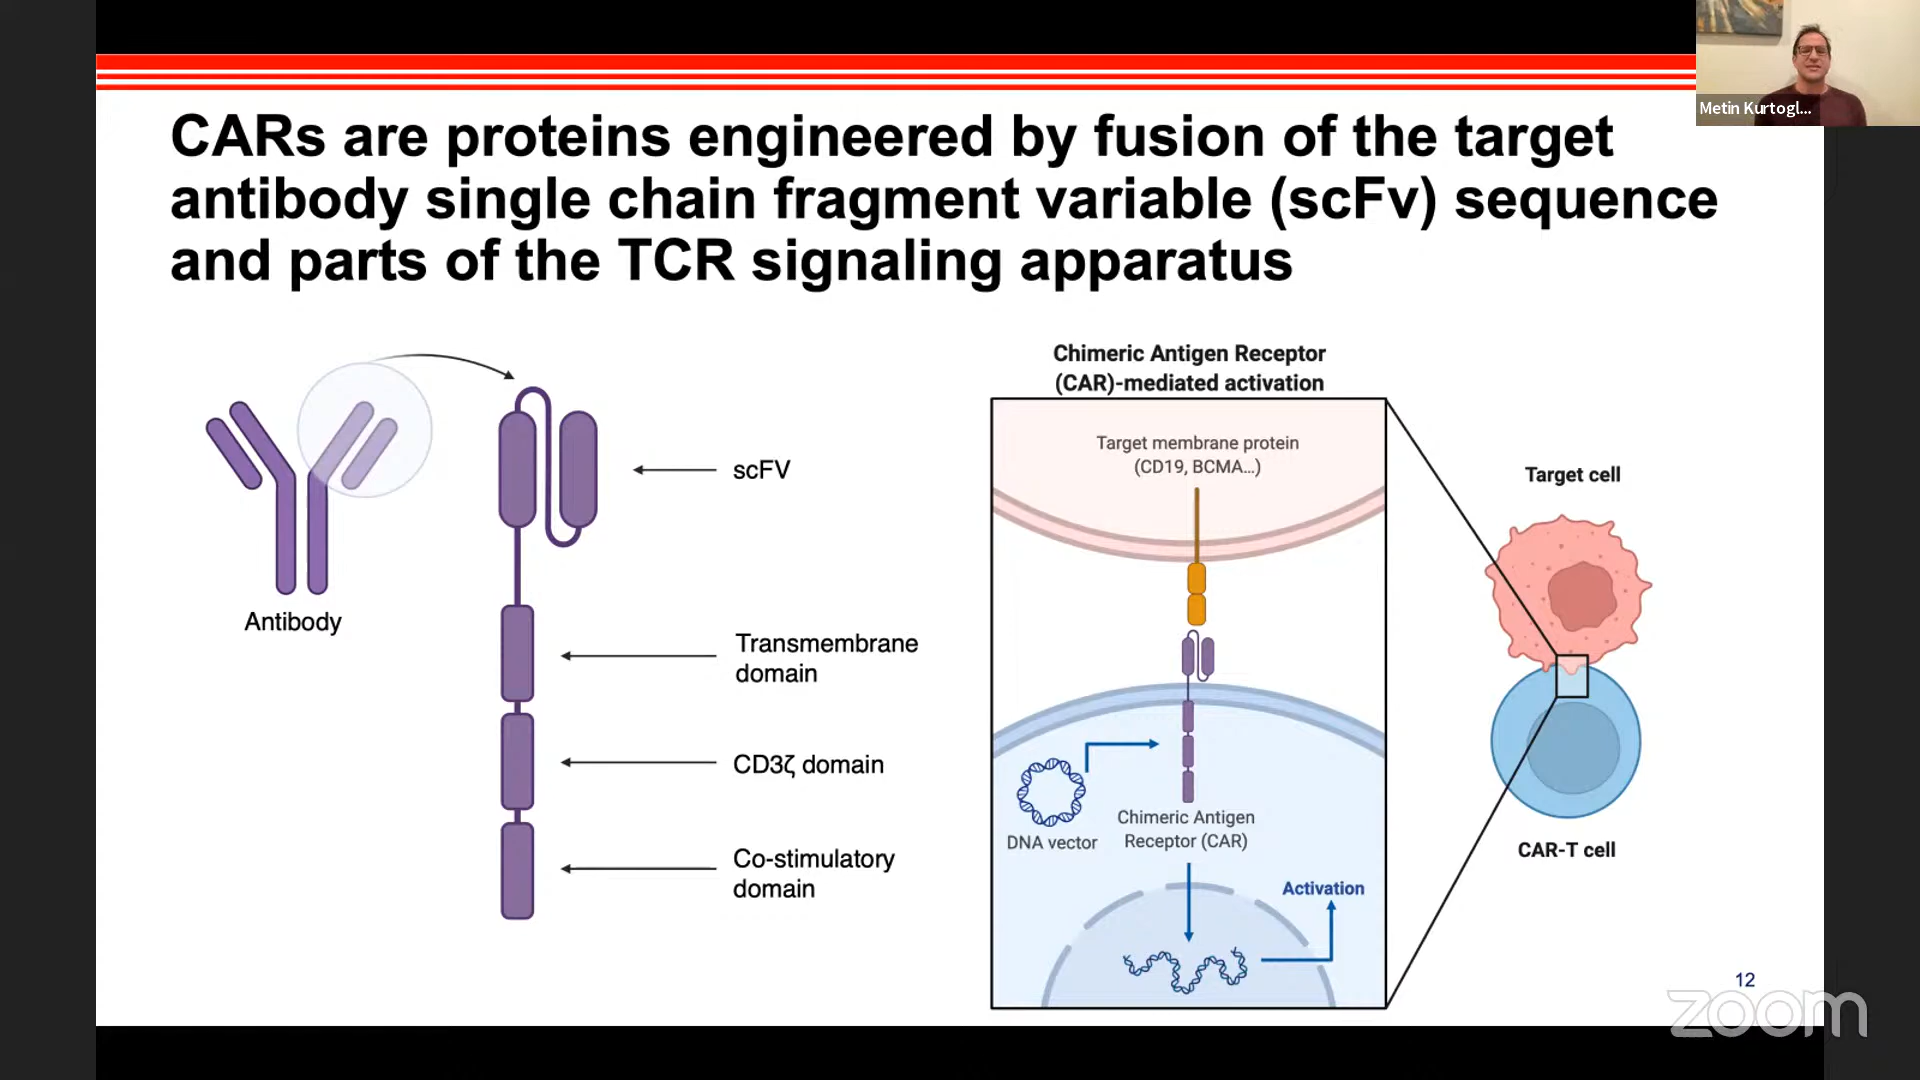 CARs are proteins engineered by fusion of the target
antibody single chain fragment variable (scFv) sequence
and parts of the TCR signaling apparatus
Metin Kurtogl...
Antibody
scFV
Transmembrane
domain
CD3ζ domain
Co-stimulatory
domain
Chimeric Antigen Receptor
(CAR)-mediated activation
Target membrane protein
(CD19, BCMA...)
DNA vector
Chimeric Antigen
Receptor (CAR)
Activation
Target cell
CAR-T cell
12
zoom